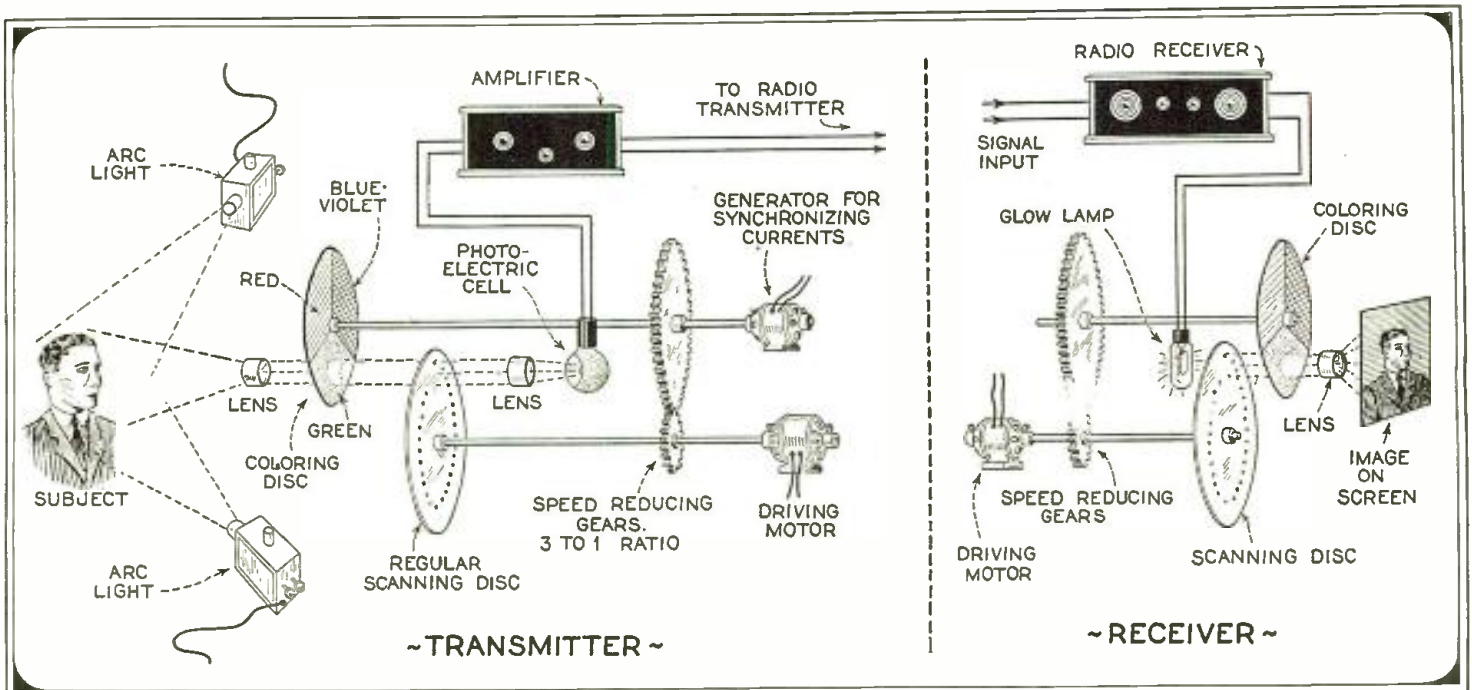 AMPLIFIER
TO RADIO
TRANSMITTER
ARC
LIGHT
BLUE-
VIOLET
RED
PHOTO-
ELECTRIC
CELL
GENERATOR FOR
SYNCHRONIZING
CURRENTS
LENS
GREEN
COLORING
DISC
LENS
SUBJECT
REGULAR
SCANNING DISC
SPEED REDUCING
GEARS.
3 TO 1 RATIO
DRIVING
MOTOR
ARC
LIGHT
~TRANSMITTER~
RADIO RECEIVER
SIGNAL
INPUT
GLOW LAMP
COLORING
DISC
LENS
IMAGE
ON
SCREEN
SPEED REDUCING
GEARS
DRIVING
MOTOR
SCANNING DISC
~RECEIVER~